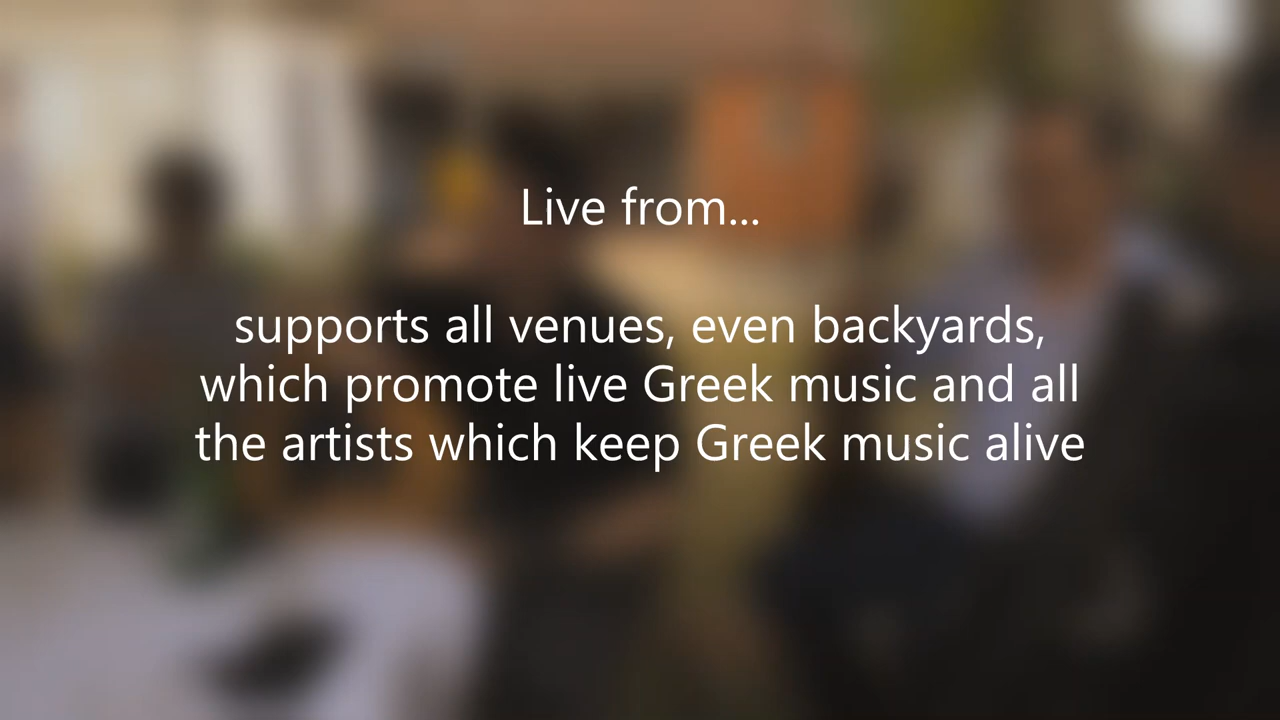 Live from...
supports all venues, even backyards,
which promote live Greek music and all
the artists which keep Greek music alive